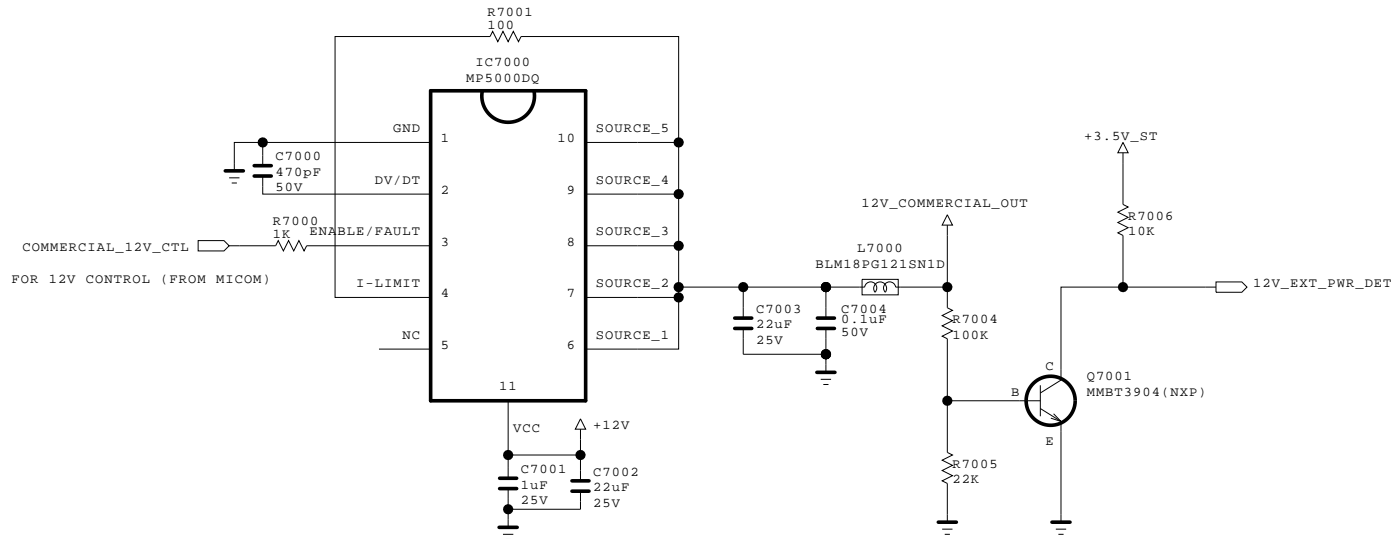 R7001
100
IC7000
MP5000DQ
GND
1
10
SOURCE_5
C7000
470pF
50V
DV/DT
2
9
SOURCE_4
R7000
1K
ENABLE/FAULT
3
8
SOURCE_3
COMMERCIAL_12V_CTL
FOR 12V CONTROL (FROM MICOM)
I-LIMIT
4
7
SOURCE_2
NC
5
6
SOURCE_1
11
VCC
+12V
C7001
1uF
25V
C7002
22uF
25V
C7003
22uF
25V
C7004
0.1uF
50V
L7000
BLM18PG121SN1D
12V_COMMERCIAL_OUT
R7004
100K
R7005
22K
+3.5V_ST
R7006
10K
12V_EXT_PWR_DET
C
B
E
Q7001
MMBT3904(NXP)